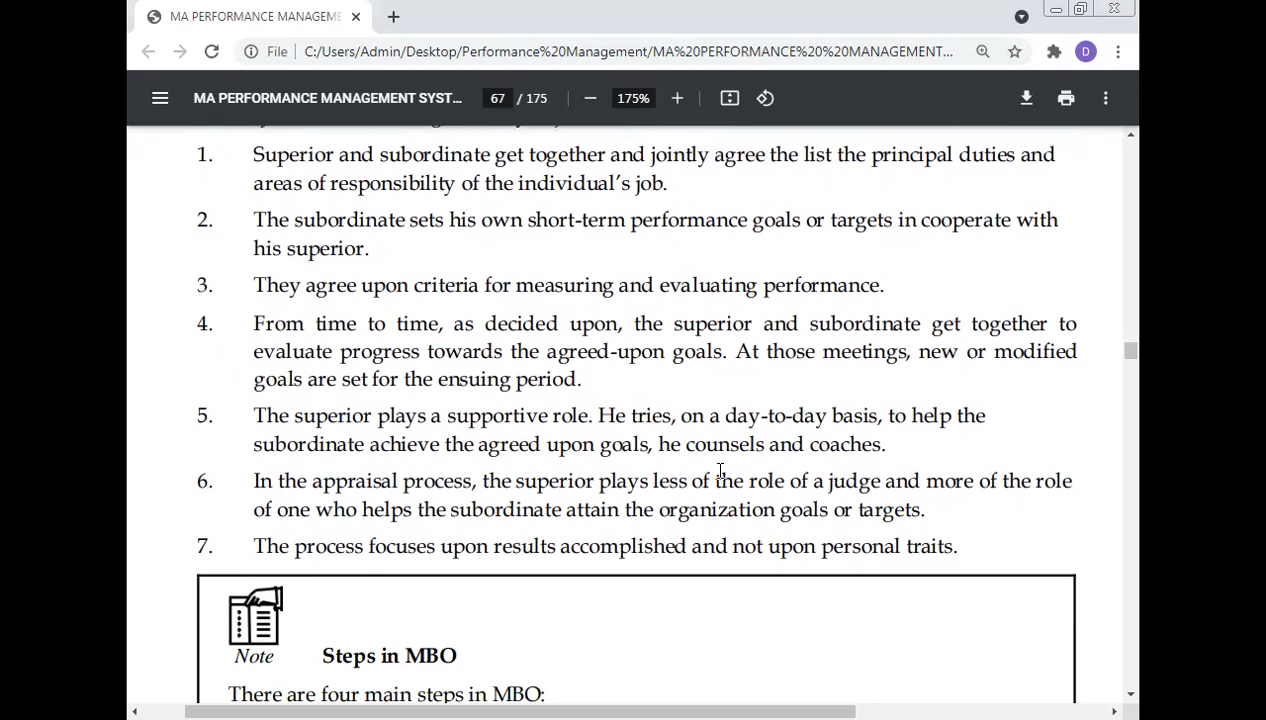 MA PERFORMANCE MANAGEME
File C:/Users/Admin/Desktop/Performance%20Management/MA%20PERFORMANCE%20%20MANAGEMENT... D
MA PERFORMANCE MANAGEMENT SYST... 67 / 175 175%
1. Superior and subordinate get together and jointly agree the list the principal duties and
areas of responsibility of the individual's job.
2. The subordinate sets his own short-term performance goals or targets in cooperate with
his superior.
3. They agree upon criteria for measuring and evaluating performance.
4. From time to time, as decided upon, the superior and subordinate get together to
evaluate progress towards the agreed-upon goals. At those meetings, new or modified
goals are set for the ensuing period.
5. The superior plays a supportive role. He tries, on a day-to-day basis, to help the
subordinate achieve the agreed upon goals, he counsels and coaches.
6. In the appraisal process, the superior plays less of the role of a judge and more of the role
of one who helps the subordinate attain the organization goals or targets.
7. The process focuses upon results accomplished and not upon personal traits.
Note Steps in MBO
There are four main steps in MBO: